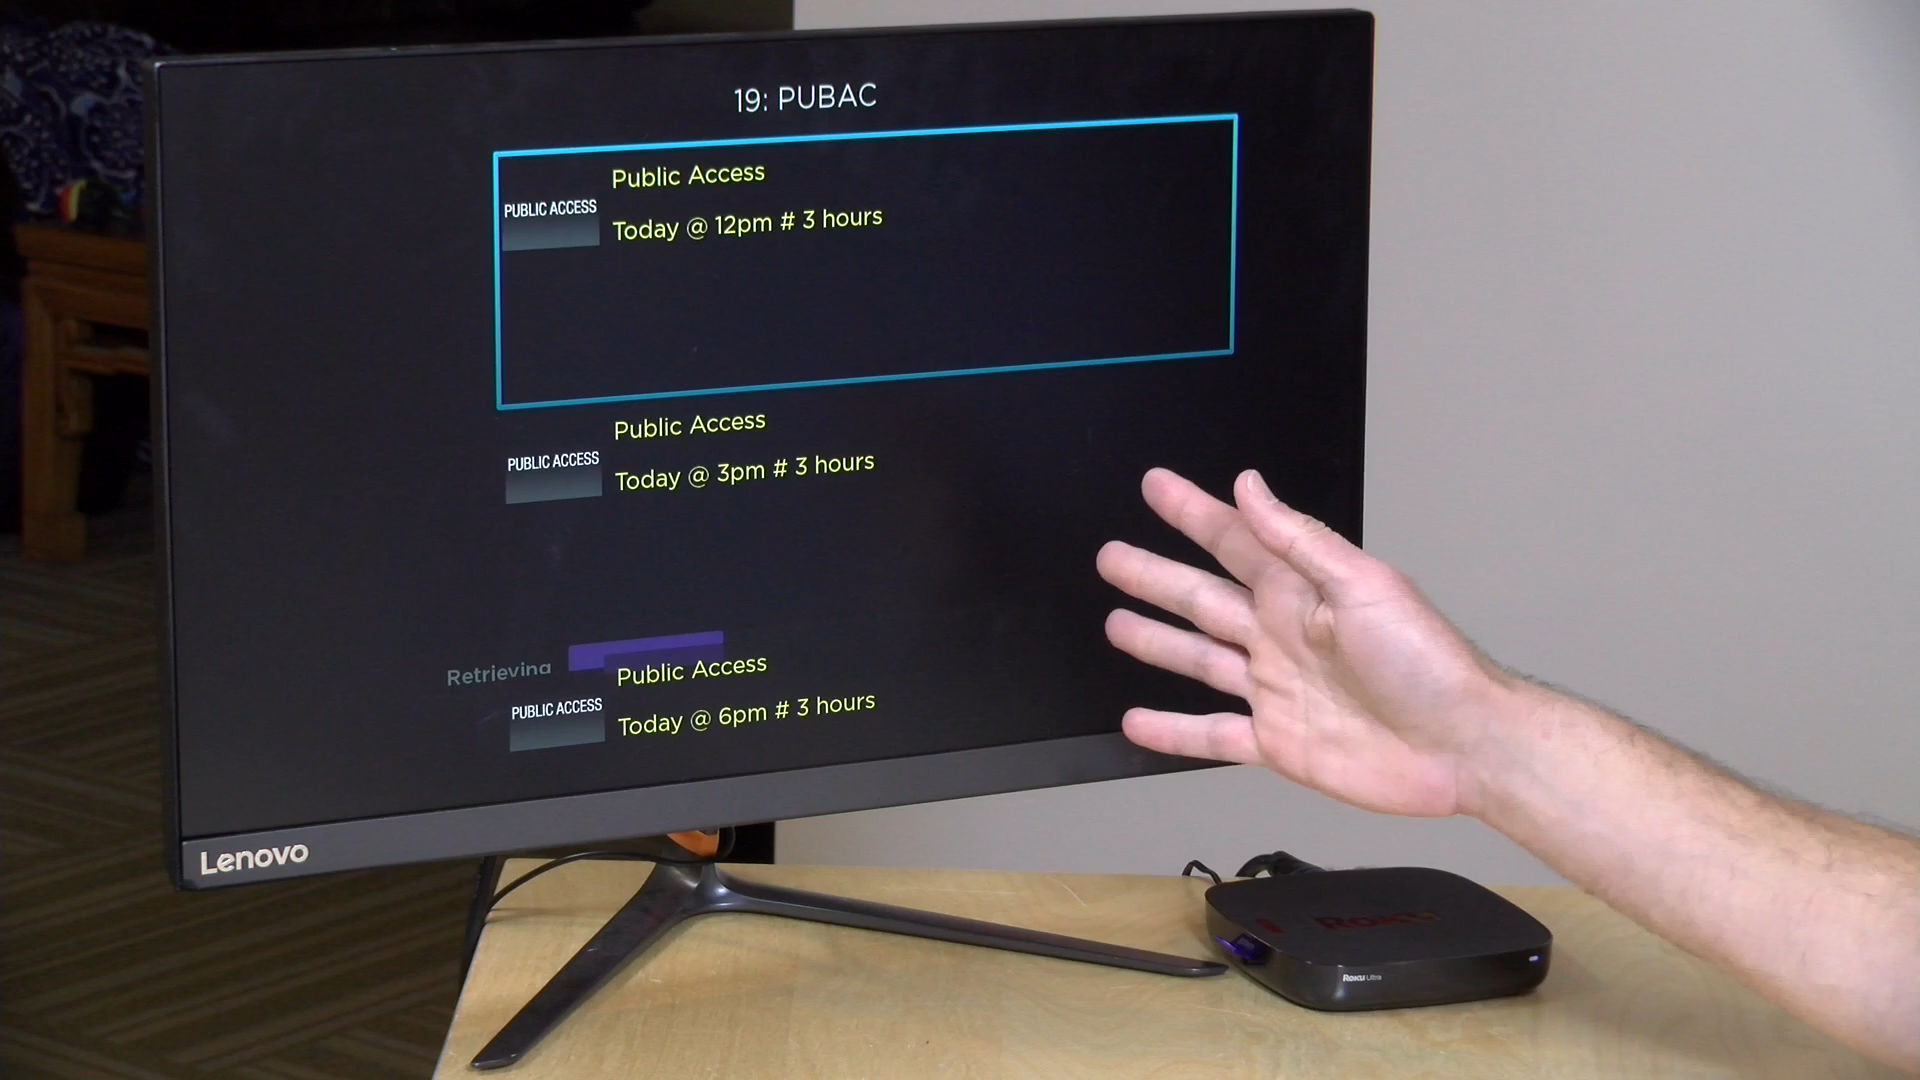 19: PUBAC
PUBLIC ACCESS
Public Access
Today @ 12pm # 3 hours
PUBLIC ACCESS
Public Access
Today @ 3pm # 3 hours
Retrieving
PUBLIC ACCESS
Public Access
Today @ 6pm # 3 hours
Lenovo
ROKU
ROKU Ultra